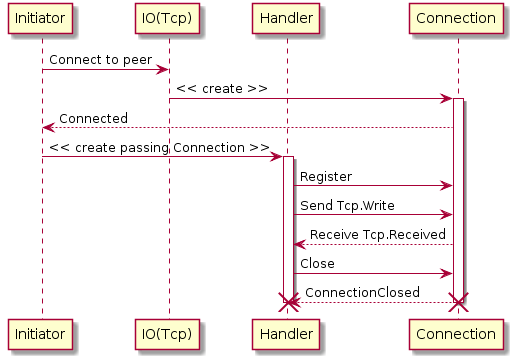 Initiator
IO(Tcp)
Handler
Connection
Connect to peer
<< create >>
Connected
<< create passing Connection >>
Register
Send Tcp.Write
Receive Tcp.Received
Close
ConnectionClosed
Initiator
IO(Tcp)
Handler
Connection